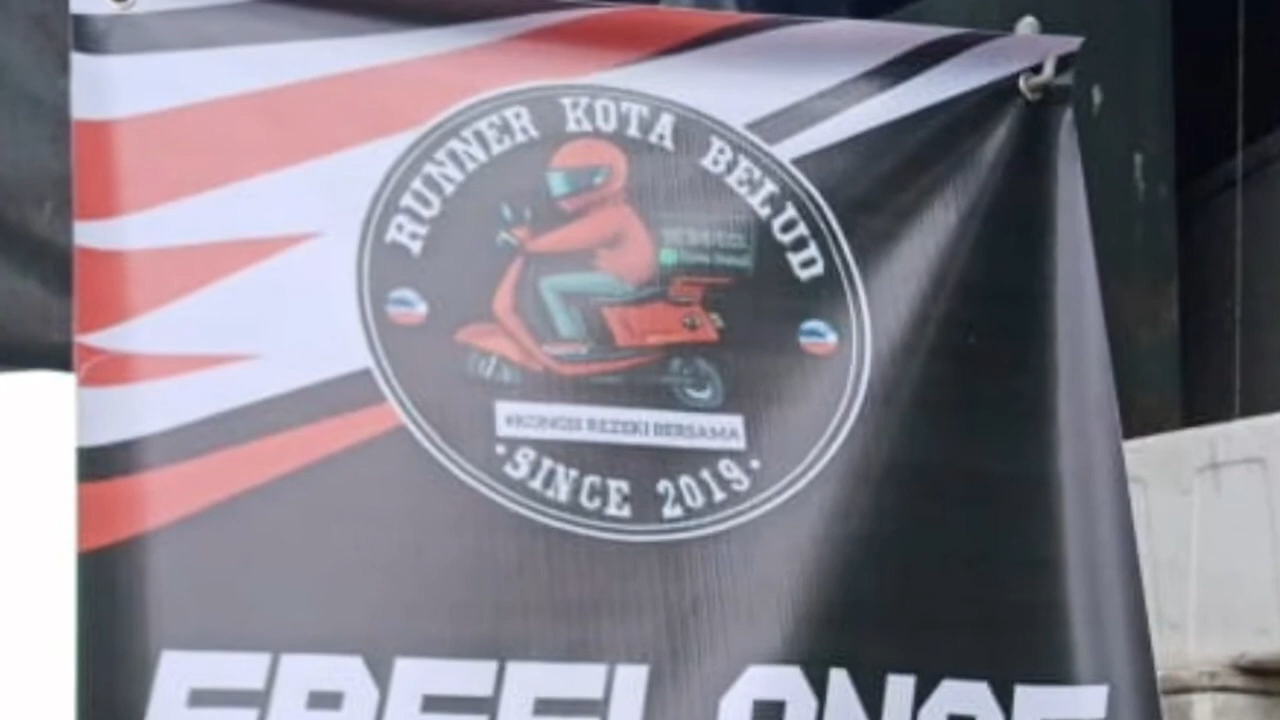 RUNNER KOTA BELUD
#KONGSI REZEKI BERSAMA
·SINCE 2019·
FREELANCE